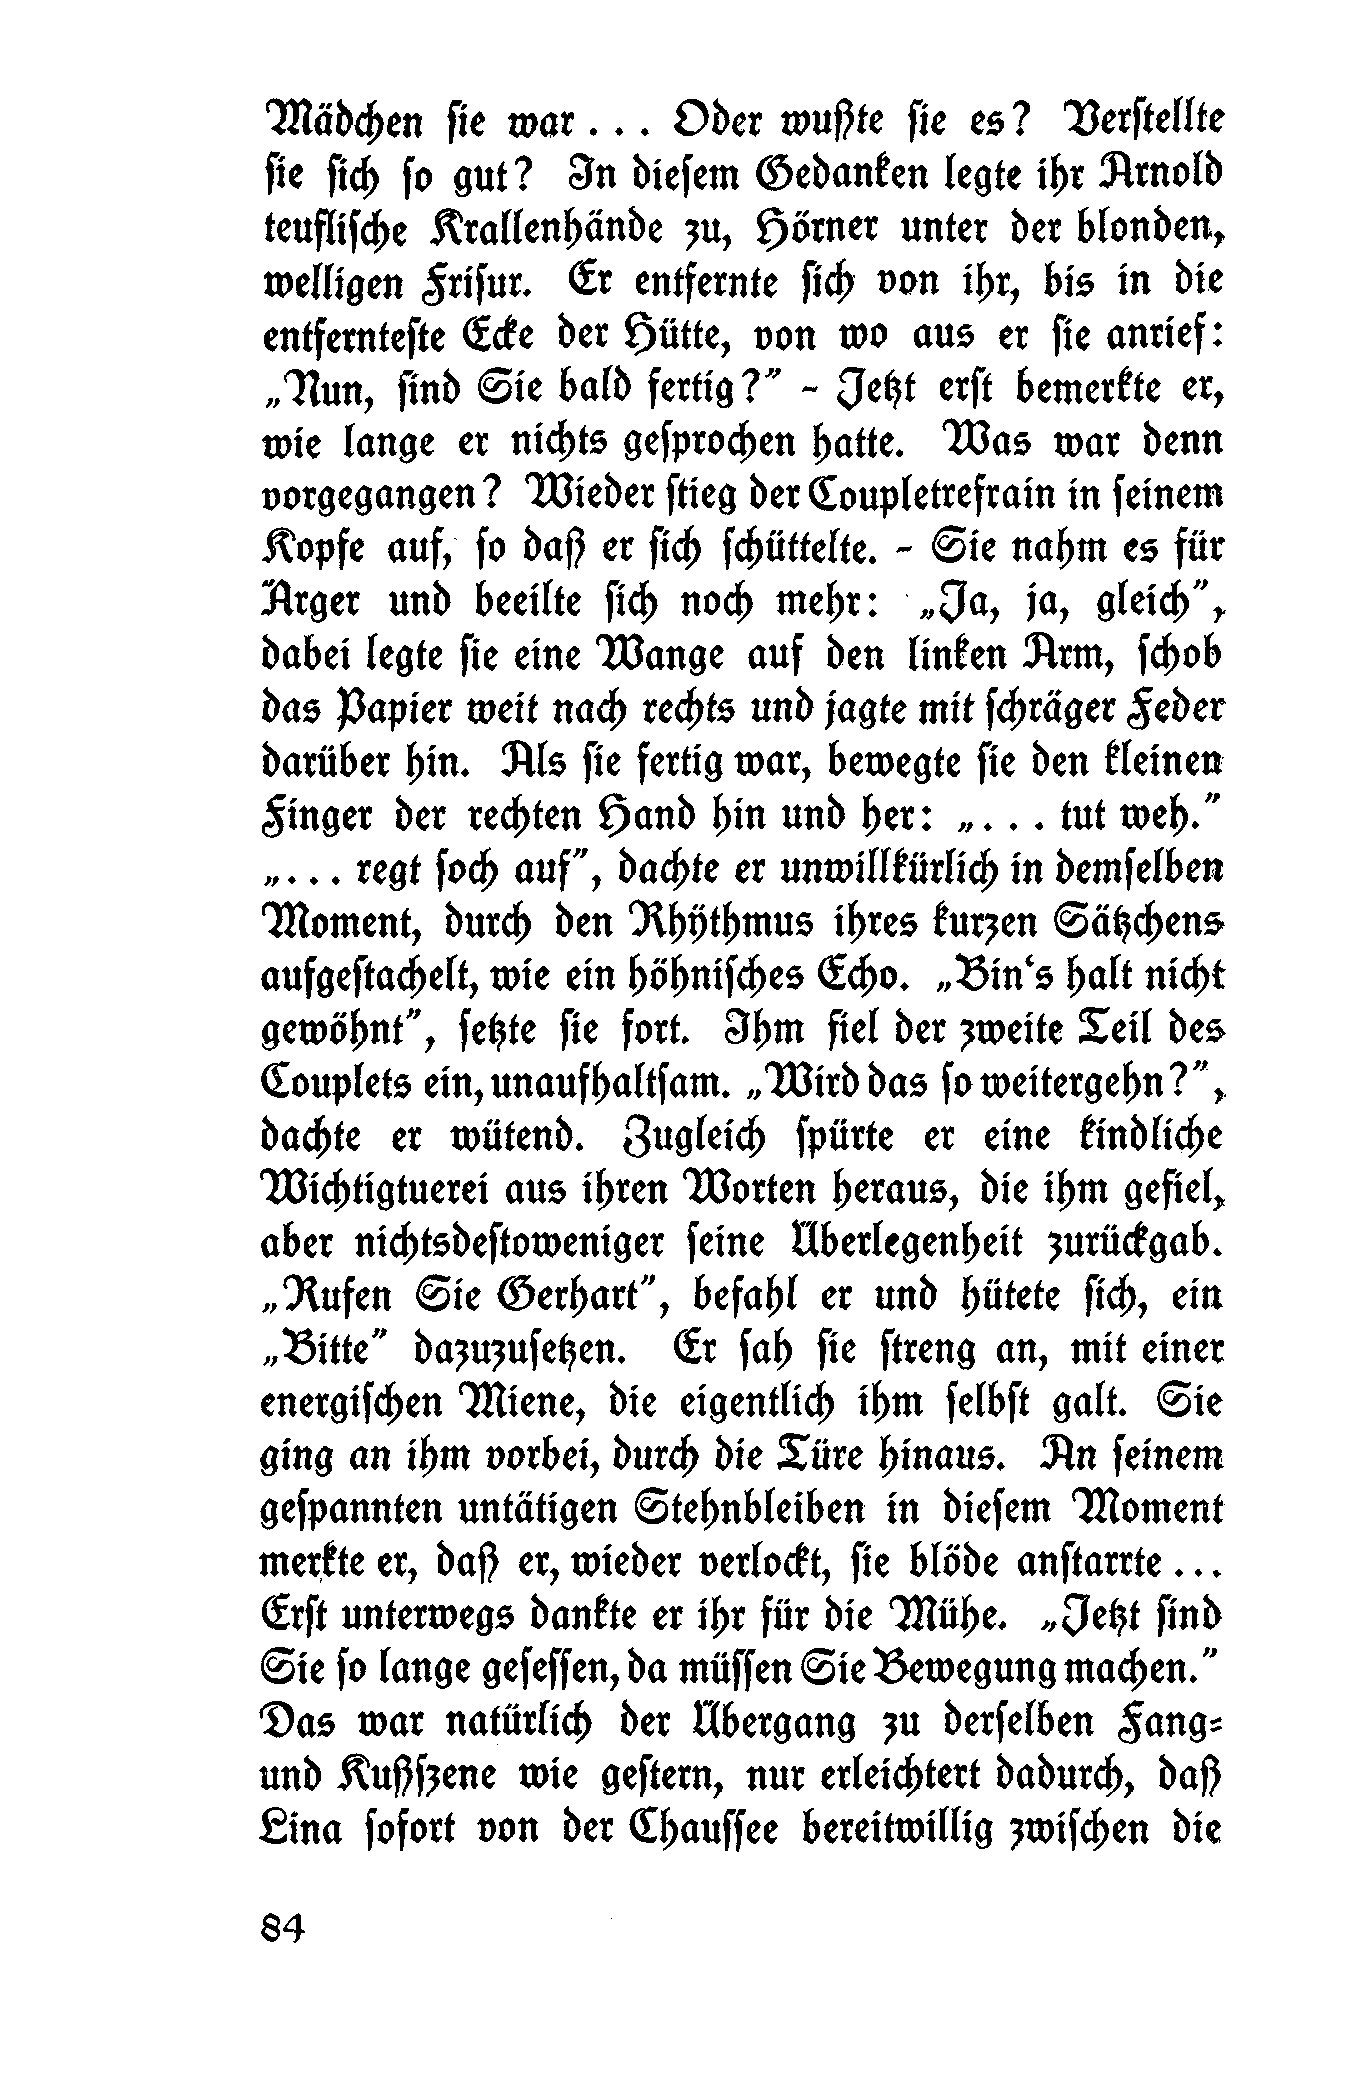 Mädchen sie war... Oder wußte sie es? Verstellte
sie sich so gut? In diesem Gedanken legte ihr Arnold
teuflische Krallenhände zu, Hörner unter der blonden,
welligen Frisur. Er entfernte sich von ihr, bis in die
entfernteste Ecke der Hütte, von wo aus er sie anrief:
„Nun, sind Sie bald fertig?" - Jetzt erst bemerkte er,
wie lange er nichts gesprochen hatte. Was war denn
vorgegangen? Wieder stieg der Coupletrefrain in seinem
Kopfe auf, so daß er sich schüttelte. - Sie nahm es für
Ärger und beeilte sich noch mehr: „Ja, ja, gleich",
dabei legte sie eine Wange auf den linken Arm, schob
das Papier weit nach rechts und jagte mit schräger Feder
darüber hin. Als sie fertig war, bewegte sie den kleinen
Finger der rechten Hand hin und her: „... tut weh."
„... regt soch auf", dachte er unwillkürlich in demselben
Moment, durch den Rhÿthmus ihres kurzen Sätzchens
aufgestachelt, wie ein höhnisches Echo. „Bin‘s halt nicht
gewöhnt", setzte sie fort. Ihm fiel der zweite Teil des
Couplets ein, unaufhaltsam. „Wird das so weitergehn?",
dachte er wütend. Zugleich spürte er eine kindliche
Wichtigtuerei aus ihren Worten heraus, die ihm gefiel,
aber nichtsdestoweniger seine Überlegenheit zurückgab.
„Rufen Sie Gerhart", befahl er und hütete sich, ein
„Bitte" dazuzusetzen. Er sah sie streng an, mit einer
energischen Miene, die eigentlich ihm selbst galt. Sie
ging an ihm vorbei, durch die Türe hinaus. An seinem
gespannten untätigen Stehnbleiben in diesem Moment
merkte er, daß er, wieder verlockt, sie blöde anstarrte...
Erst unterwegs dankte er ihr für die Mühe. „Jetzt sind
Sie so lange gesessen, da müssen Sie Bewegung machen."
Das war natürlich der Übergang zu derselben Fang-
und Kußszene wie gestern, nur erleichtert dadurch, daß
Lina sofort von der Chaussee bereitwillig zwischen die
84